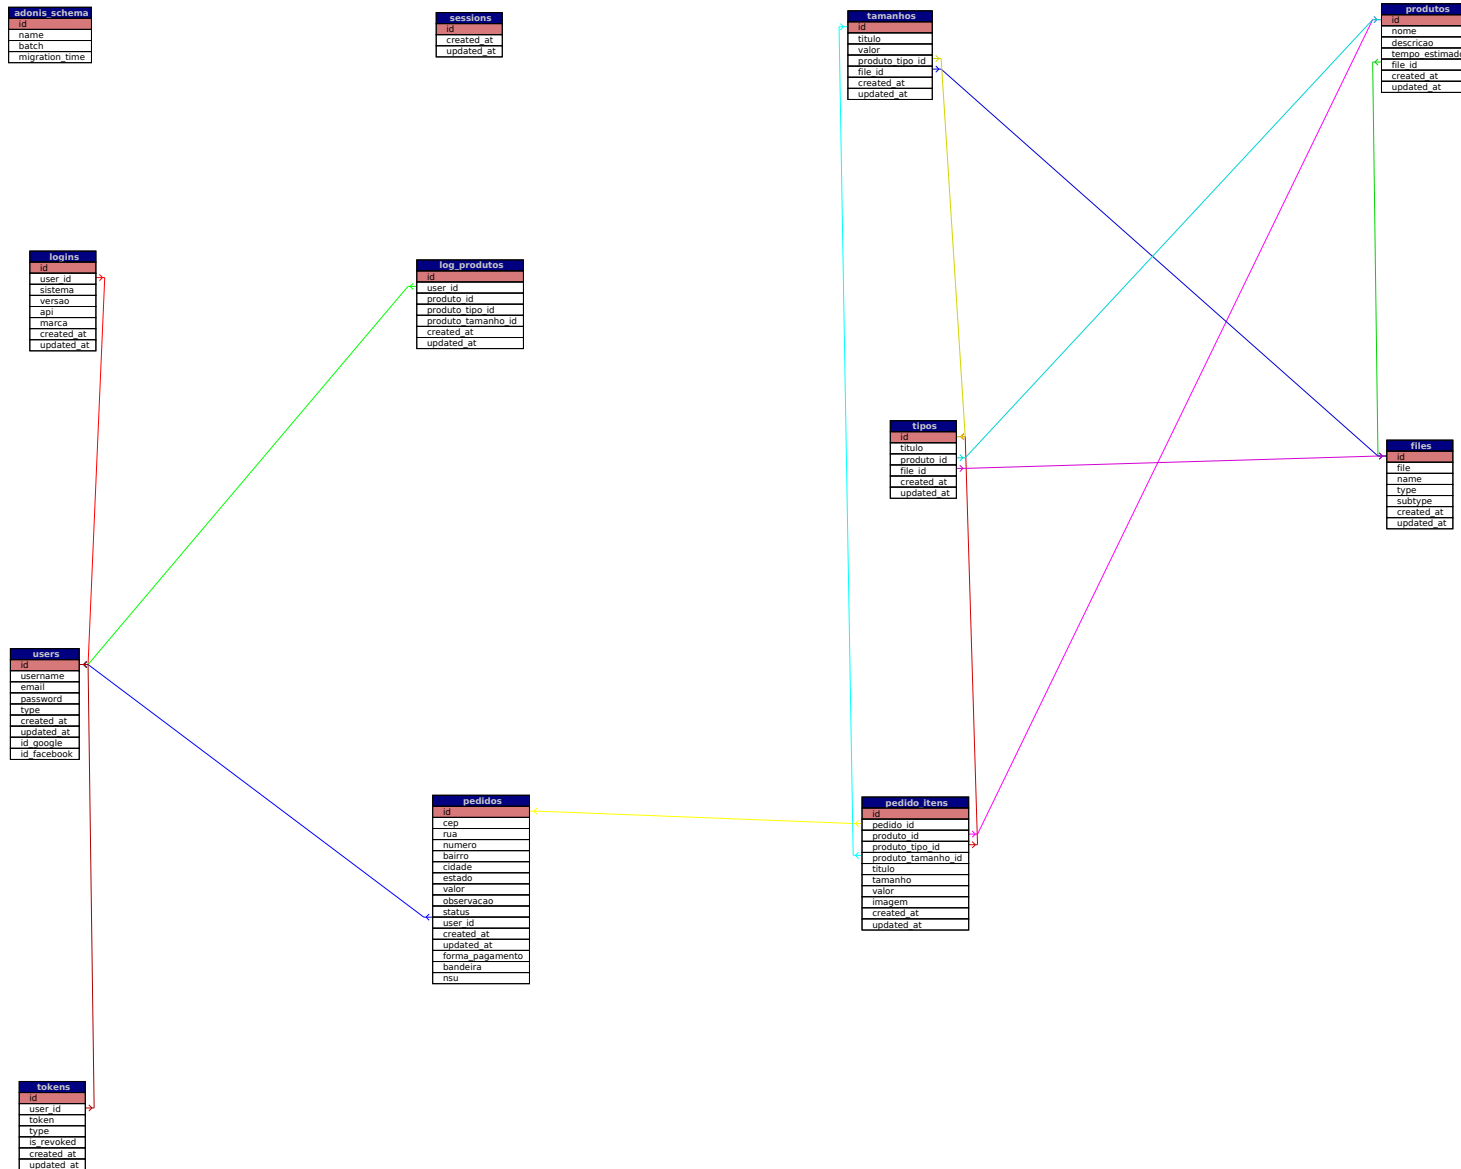 adonis_schema
id
name
batch
migration_time
sessions
id
created_at
updated_at
tamanhos
id
titulo
valor
produto_tipo_id
file_id
created_at
updated_at
produtos
id
nome
descricao
tempo_estimado
file_id
created_at
updated_at
logins
id
user_id
sistema
versao
api
marca
created_at
updated_at
log_produtos
id
user_id
produto_id
produto_tipo_id
produto_tamanho_id
created_at
updated_at
tipos
id
titulo
produto_id
file_id
created_at
updated_at
files
id
file
name
type
subtype
created_at
updated_at
users
id
username
email
password
type
created_at
updated_at
id_google
id_facebook
pedidos
id
cep
rua
numero
bairro
cidade
estado
valor
observacao
status
user_id
created_at
updated_at
forma_pagamento
bandeira
nsu
pedido_itens
id
pedido_id
produto_id
produto_tipo_id
produto_tamanho_id
titulo
tamanho
valor
imagem
created_at
updated_at
tokens
id
user_id
token
type
is_revoked
created_at
updated_at